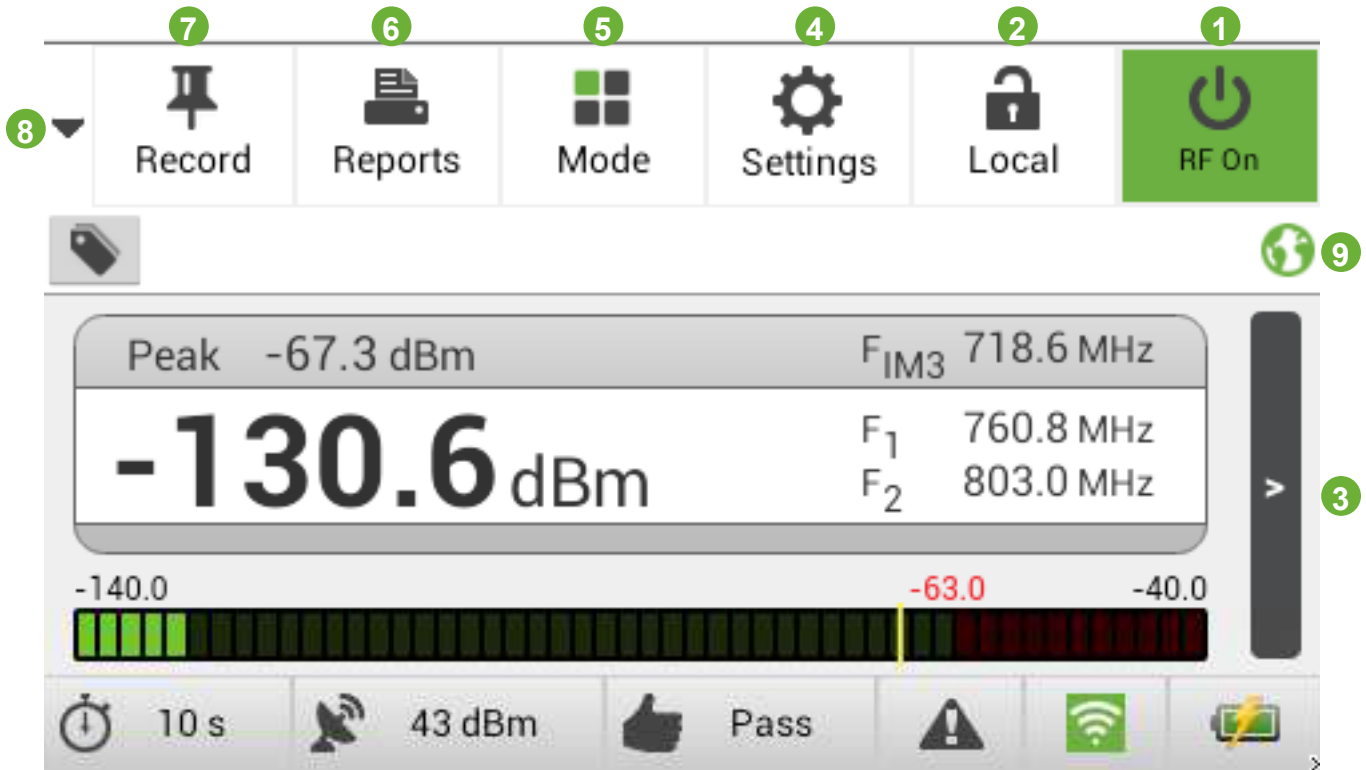 7 6 5 4 2 1
8 Record Reports Mode Settings Local RF On
9
Peak -67.3 dBm FIM3 718.6 MHz
-130.6 dBm F1 760.8 MHz
F2 803.0 MHz
> 3
-140.0 -63.0 -40.0
10 s 43 dBm Pass